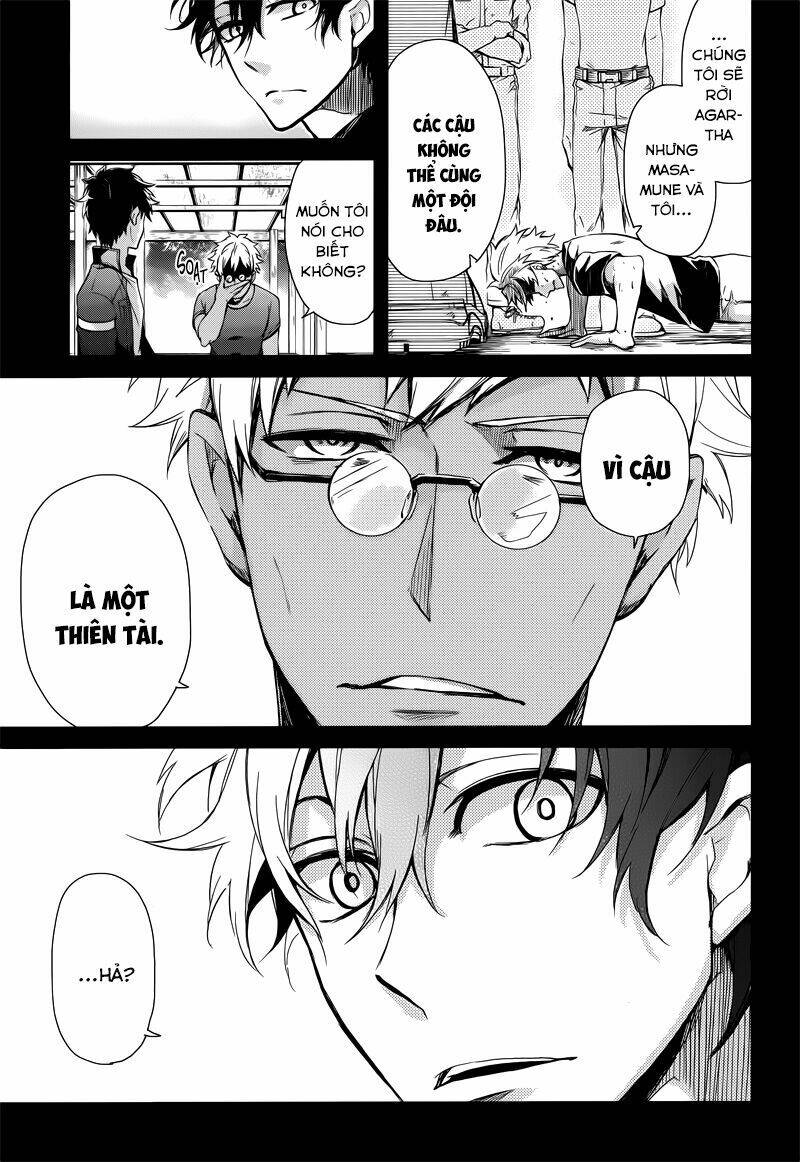 ...
CHÚNG
TÔI SẼ
RỜI
AGAR-
THA
NHƯNG
MASA-
MUNE VÀ
TÔI...
CÁC CẬU
KHÔNG
THỂ CÙNG
MỘT ĐỘI
ĐÂU.
MUỐN TÔI
NÓI CHO
BIẾT
KHÔNG?
SOẠT
VÌ CẬU
LÀ MỘT
THIÊN TÀI.
...HẢ?